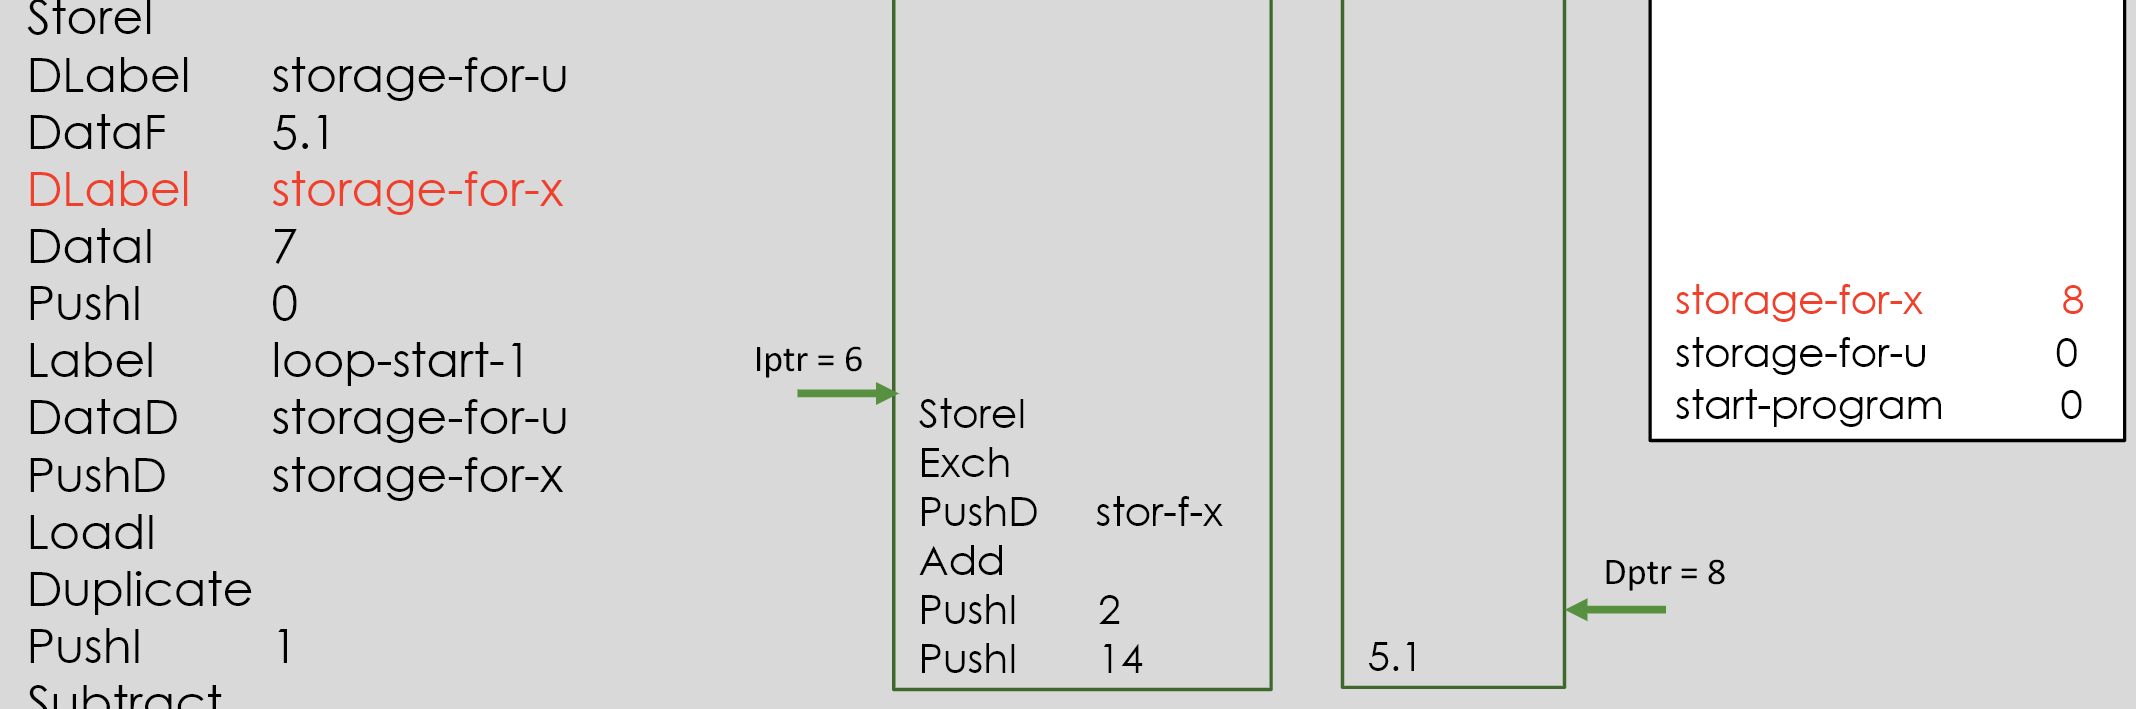 StoreI
DLabel storage-for-u
DataF 5.1
DLabel storage-for-x
DataI 7
PushI 0
Label loop-start-1
DataD storage-for-u
PushD storage-for-x
LoadI
Duplicate
PushI 1
Subtract
Iptr = 6
StoreI
Exch
PushD stor-f-x
Add
PushI 2
PushI 14
5.1
Dptr = 8
storage-for-x 8
storage-for-u 0
start-program 0